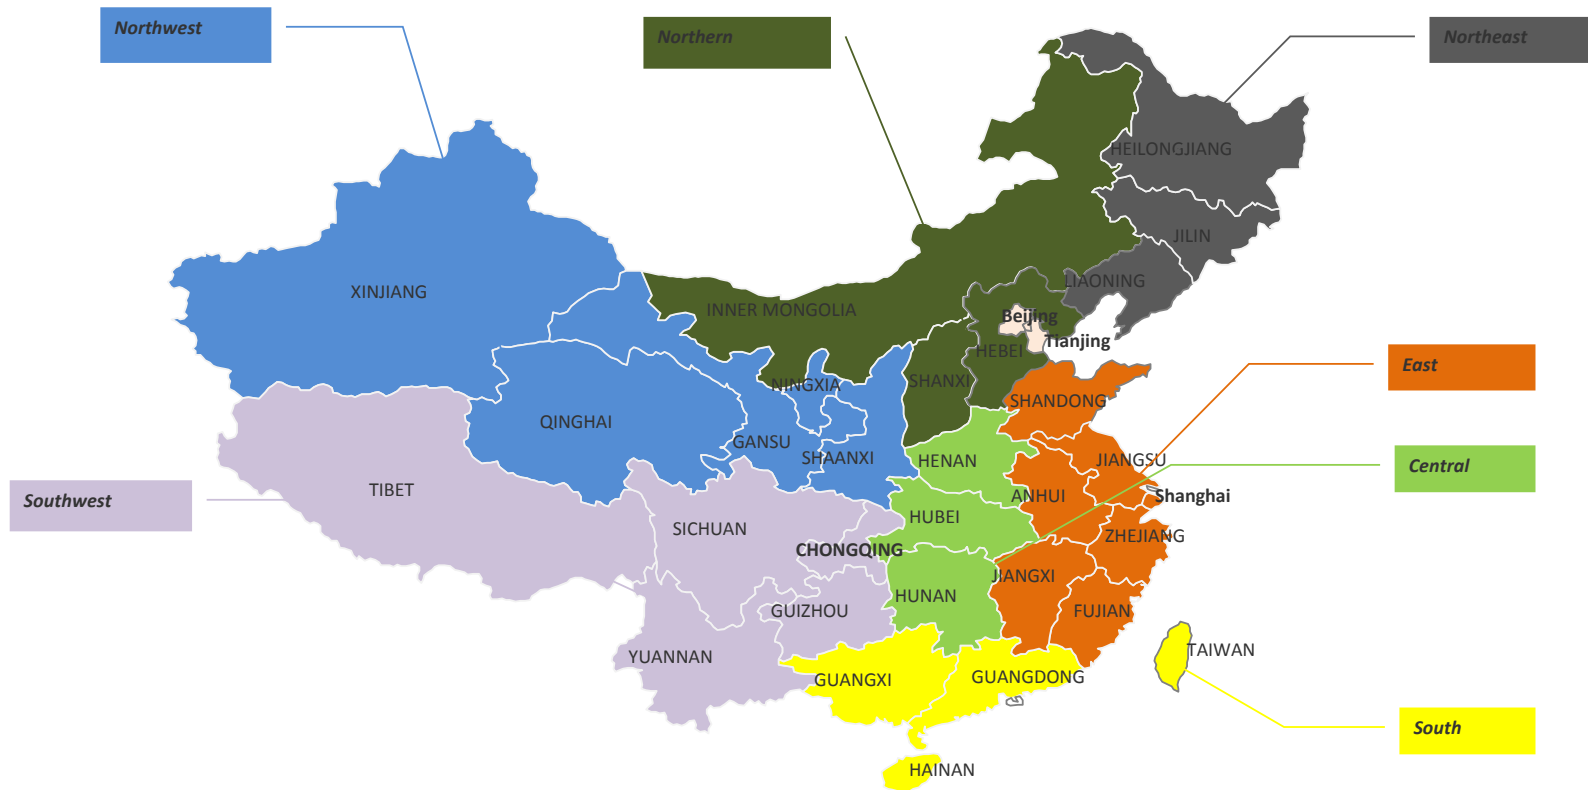 Northwest
Northern
Northeast
HEILONGJIANG
JILIN
LIAONING
XINJIANG
INNER MONGOLIA
Beijing
Tianjing
HEBEI
East
NINGXIA
SHANXI
SHANDONG
QINGHAI
GANSU
SHAANXI
HENAN
JIANGSU
Central
Southwest
TIBET
ANHUI
Shanghai
SICHUAN
HUBEI
ZHEJIANG
CHONGQING
JIANGXI
HUNAN
GUIZHOU
FUJIAN
YUANNAN
TAIWAN
GUANGXI
GUANGDONG
South
HAINAN